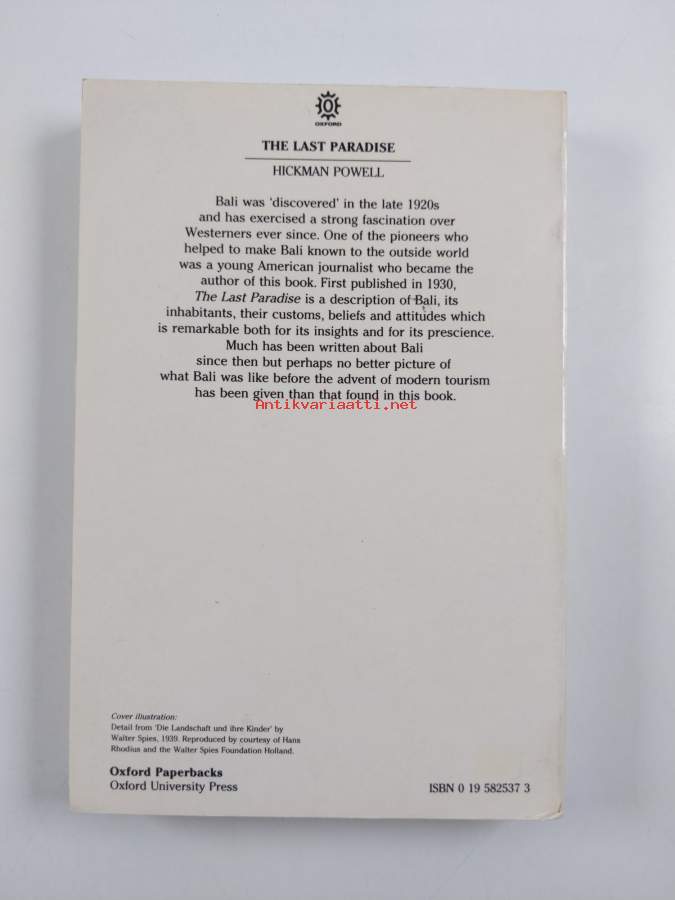 OXFORD
THE LAST PARADISE
HICKMAN POWELL
Bali was 'discovered' in the late 1920s
and has exercised a strong fascination over
Westerners ever since. One of the pioneers who
helped to make Bali known to the outside world
was a young American journalist who became the
author of this book. First published in 1930,
The Last Paradise is a description of Bali, its
inhabitants, their customs, beliefs and attitudes which
is remarkable both for its insights and for its prescience.
Much has been written about Bali
since then but perhaps no better picture of
what Bali was like before the advent of modern tourism
has been given than that found in this book.
Antikvariaatti.net
Cover illustration:
Detail from 'Die Landschaft und ihre Kinder' by
Walter Spies, 1939. Reproduced by courtesy of Hans
Rhodius and the Walter Spies Foundation Holland.
Oxford Paperbacks
Oxford University Press
ISBN 0 19 582537 3